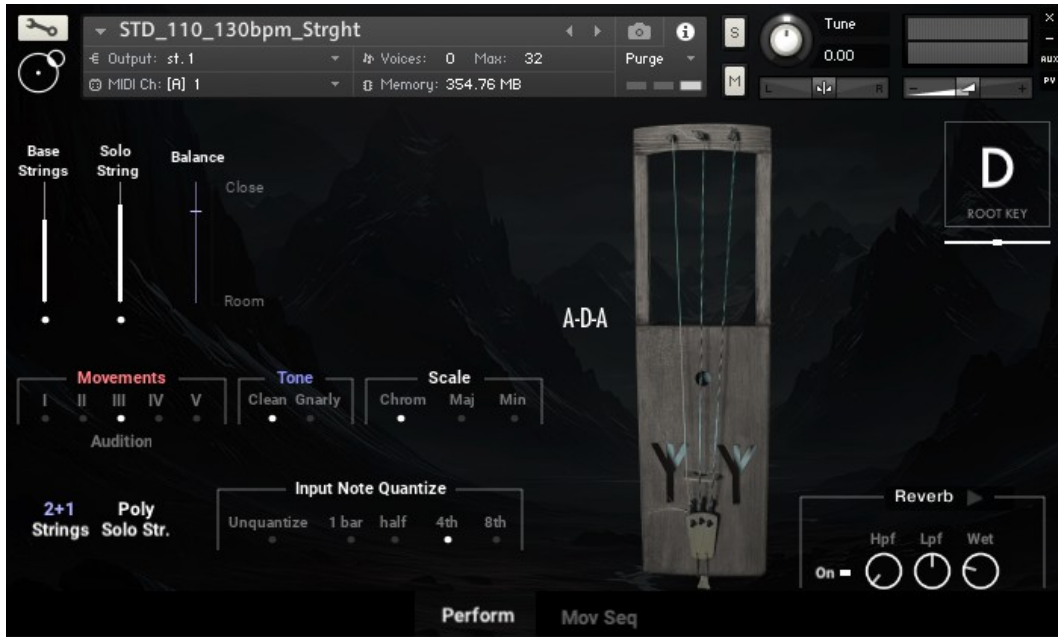 STD_110_130bpm_Strght
Output: st. 1
Voices: 0 Max: 32
Purge
MIDI Ch: [A] 1
Memory: 354.76 MB
S
M
Tune
0.00
L R
- +
X
-
AUX
PV
Base Strings
Solo String
Balance
Close
Room
D
ROOT KEY
A-D-A
Movements
I II III IV V
Audition
Tone
Clean Gnarly
Scale
Chrom Maj Min
2+1 Strings
Poly Solo Str.
Input Note Quantize
Unquantize 1 bar half 4th 8th
Reverb
Hpf Lpf Wet
On
Perform Mov Seq